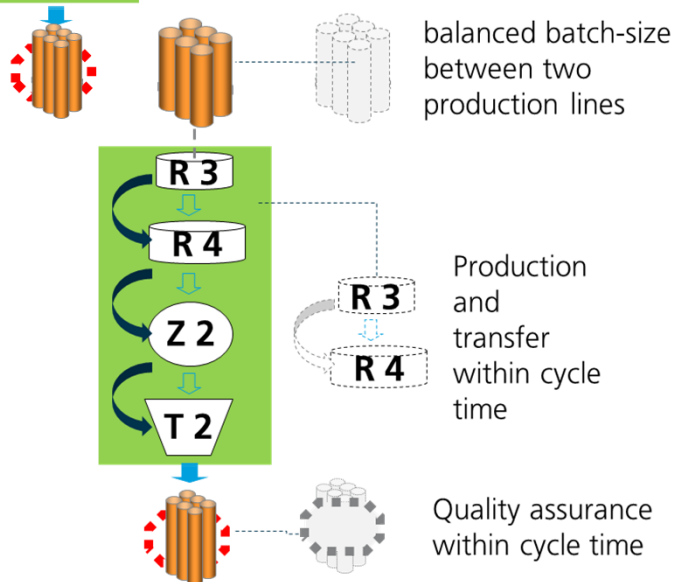 balanced batch-size
between two
production lines
R 3
R 4
Z 2
T 2
R 3
R 4
Production
and
transfer
within cycle
time
Quality assurance
within cycle time